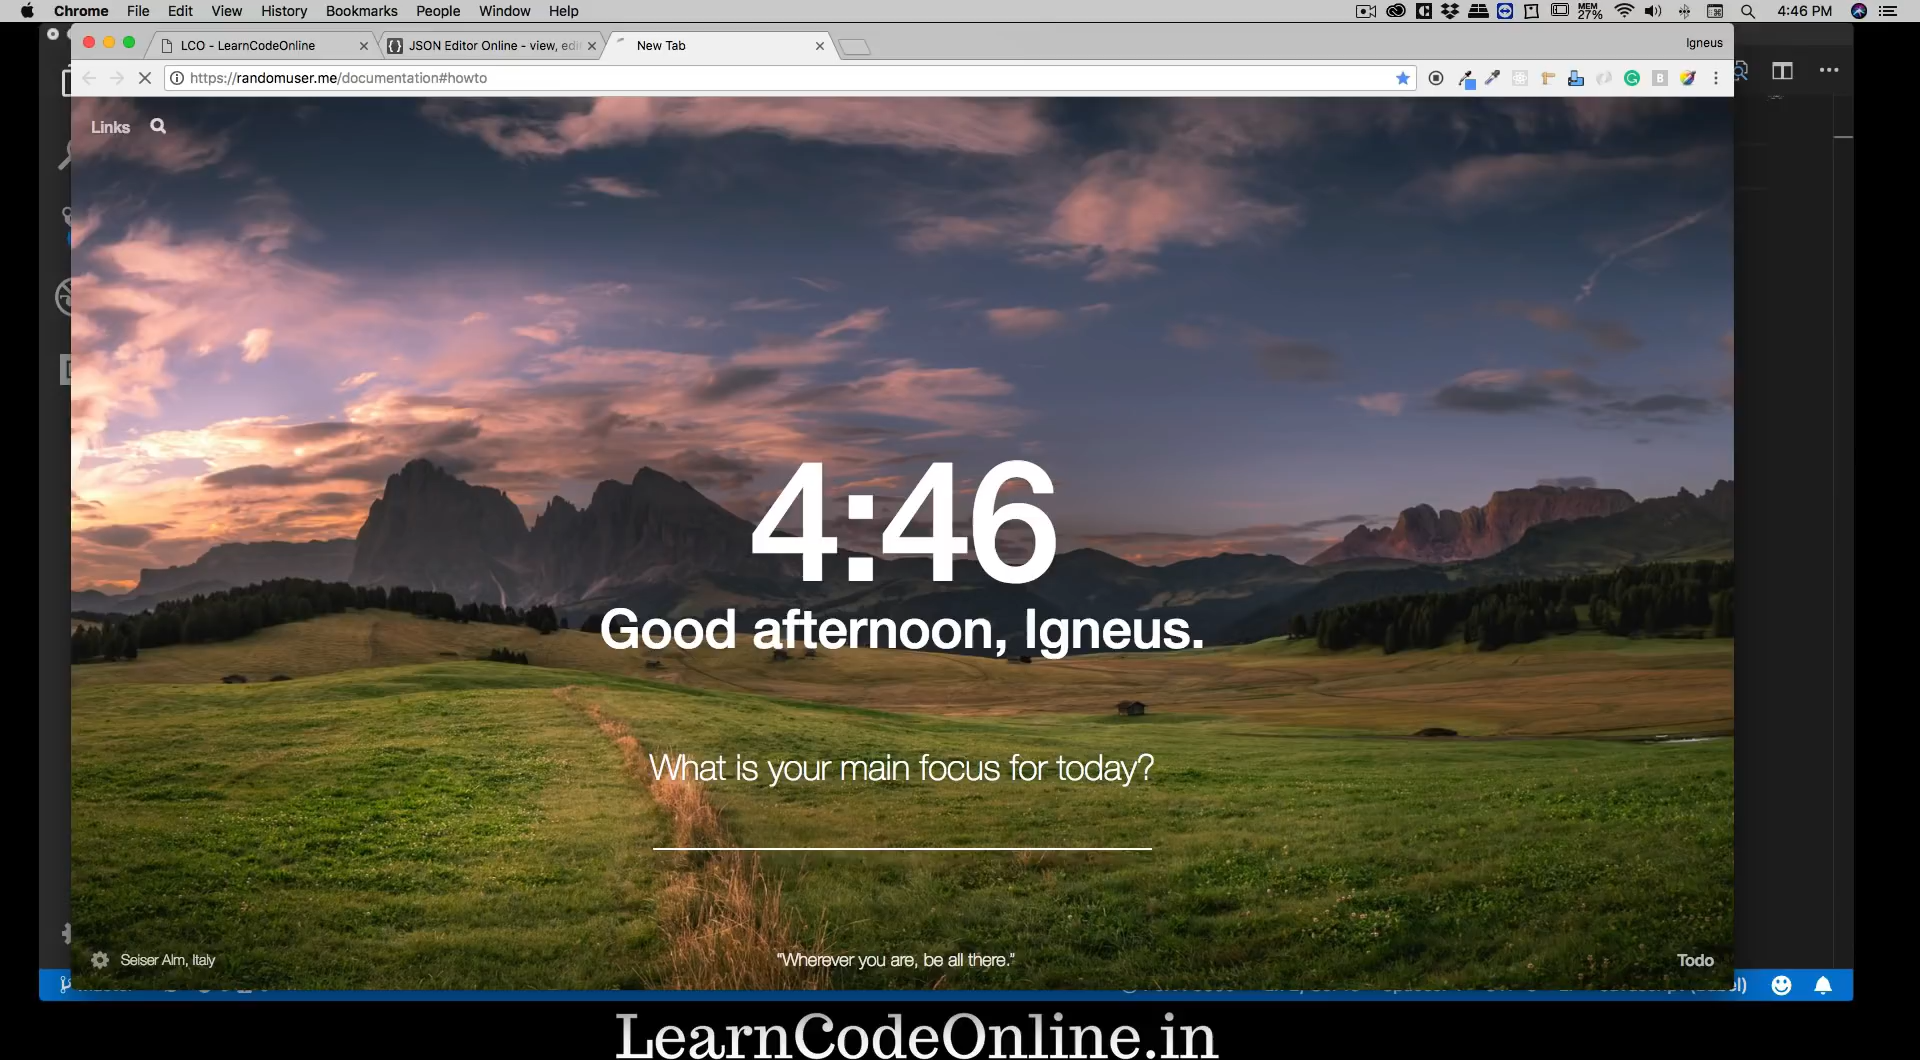 Chrome File Edit View History Bookmarks People Window Help
MEM 27% 4:46 PM
LCO - LearnCodeOnline
JSON Editor Online - view, edi
New Tab
Igneus
https://randomuser.me/documentation#howto
Links
4:46
Good afternoon, Igneus.
What is your main focus for today?
Seiser Alm, Italy
"Wherever you are, be all there."
Todo
LearnCodeOnline.in